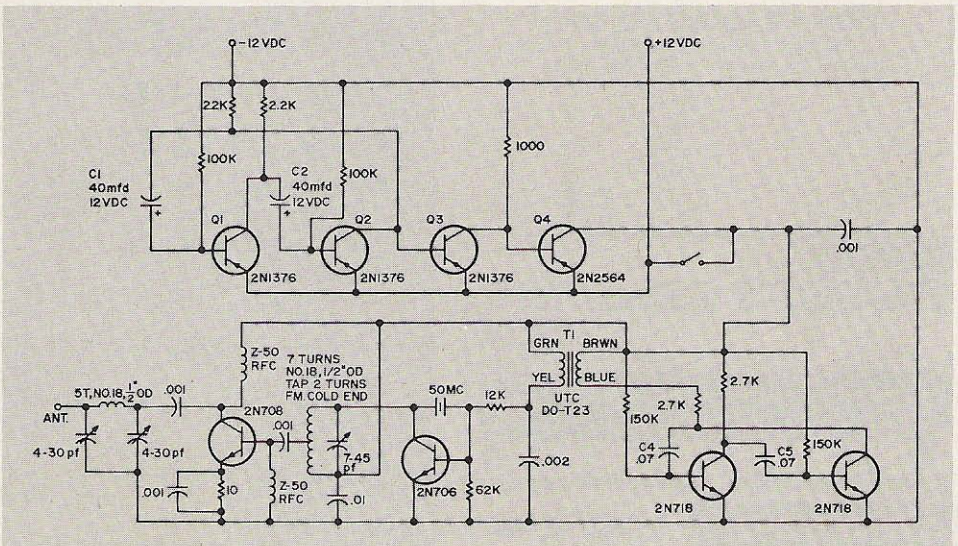 -12VDC
+12VDC
2.2K
2.2K
100K
100K
1000
C1
40mfd
12VDC
+
C2
40mfd
12VDC
+
Q1
Q2
Q3
Q4
2N1376
2N1376
2N1376
2N2564
.001
Z-50
RFC
7 TURNS
NO.18, 1/2"OD
TAP 2 TURNS
FM COLD END
GRN
T1
BRWN
YEL
BLUE
UTC
DO-T23
5T, NO.18, 1/2"OD
.001
ANT.
4-30pf
4-30pf
2N708
.001
7-45
pf
50MC
12K
2N706
62K
.002
.001
10
Z-50
RFC
.01
150K
2.7K
2.7K
150K
C4
.07
C5
.07
2N718
2N718